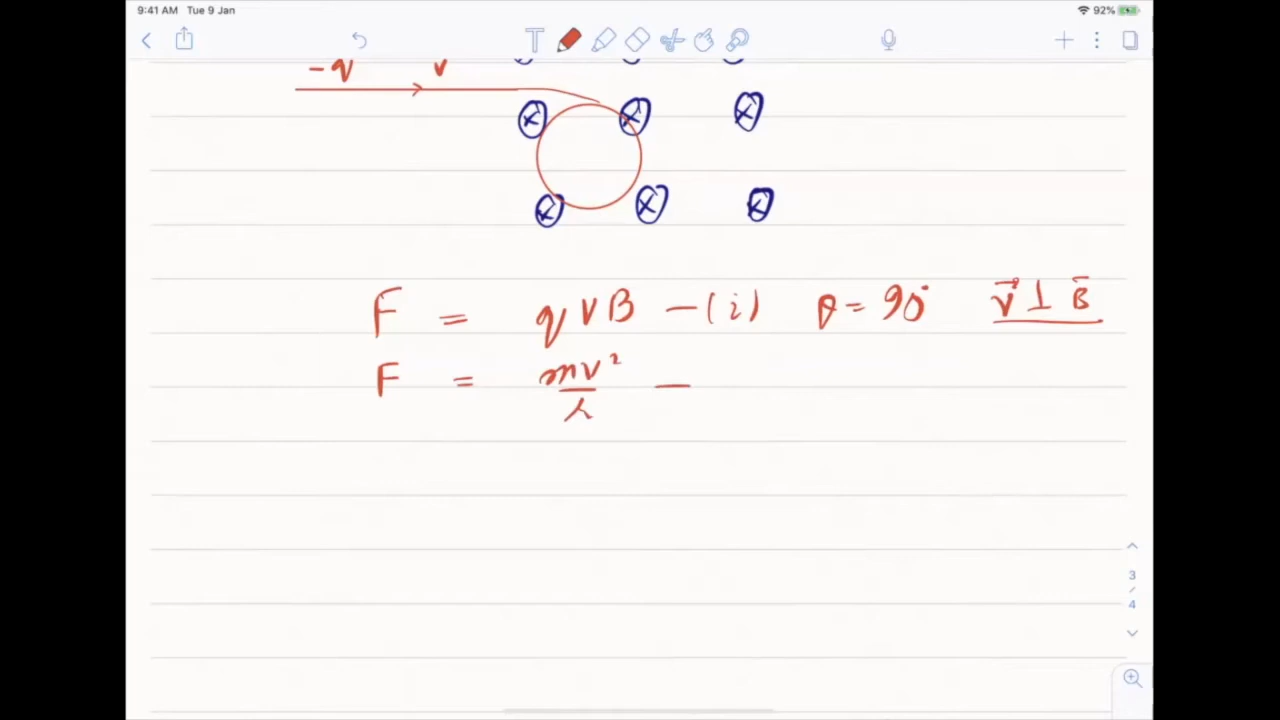 9:41 AM Tue 9 Jan 92%
T
-q v
F = qvB -(i) θ = 90° v⃗ ⊥ B⃗
F = mv²/r —
3
/
4